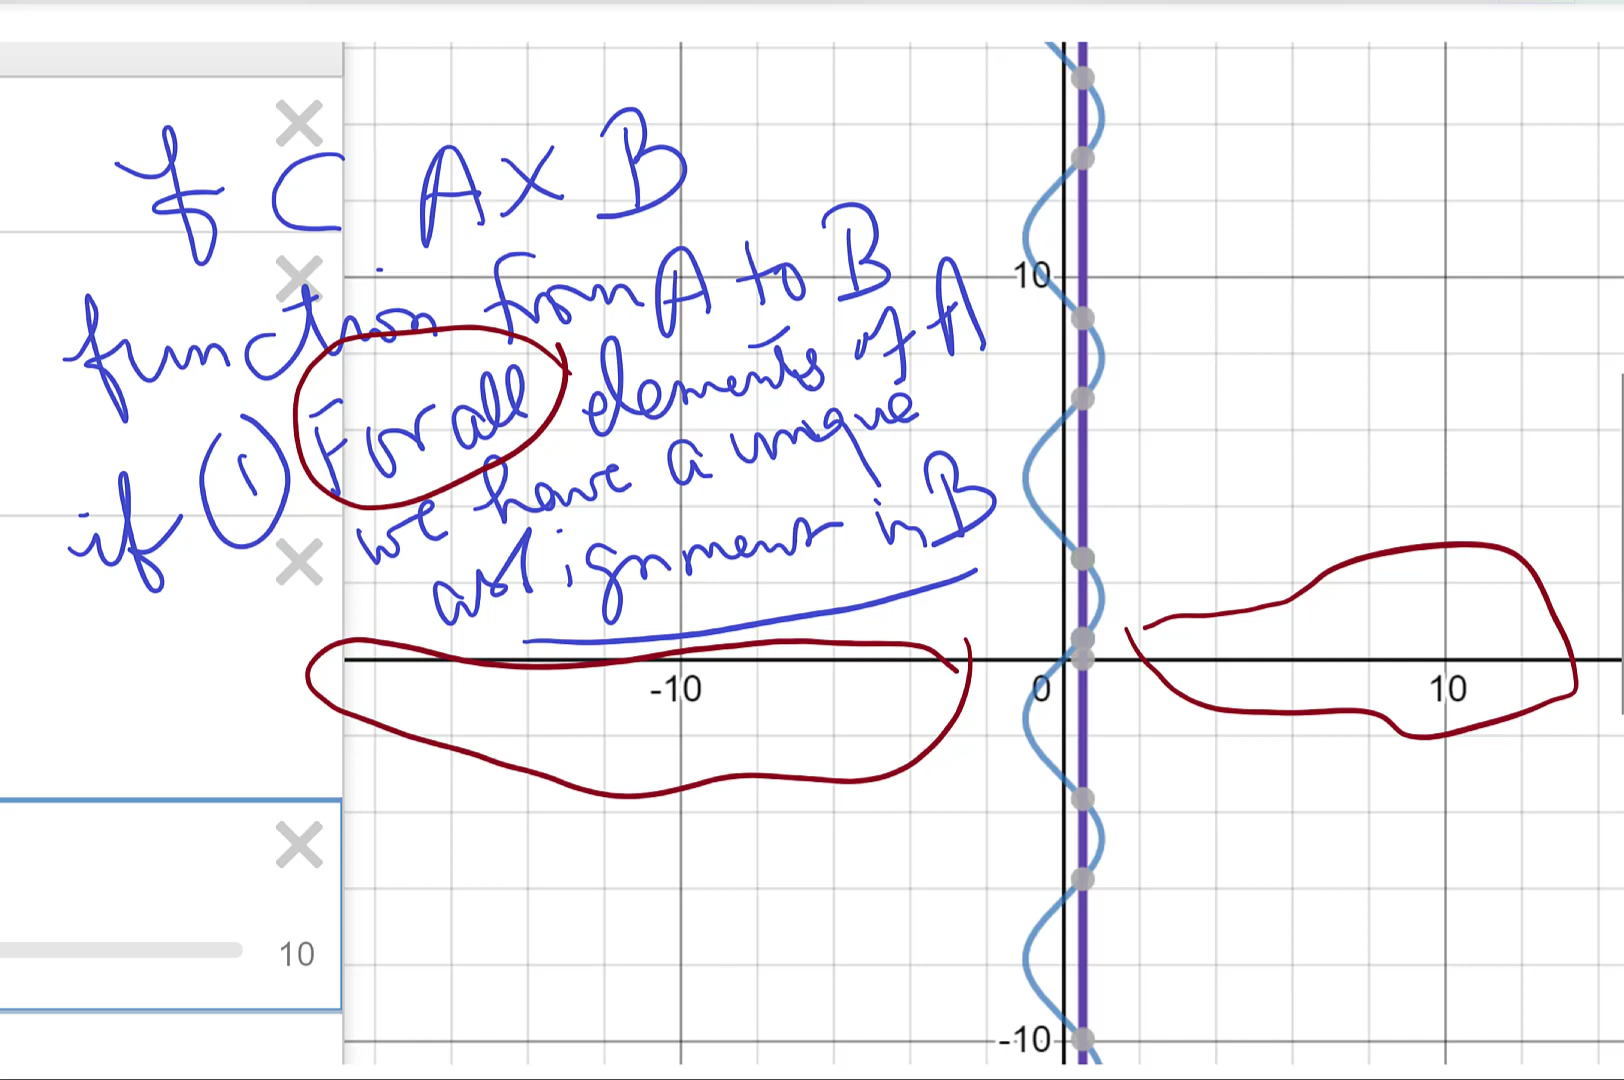 f ⊂ A × B
function from A to B
if ① For all elements of A
we have a unique
assignment in B
10
-10
0
10
10
-10